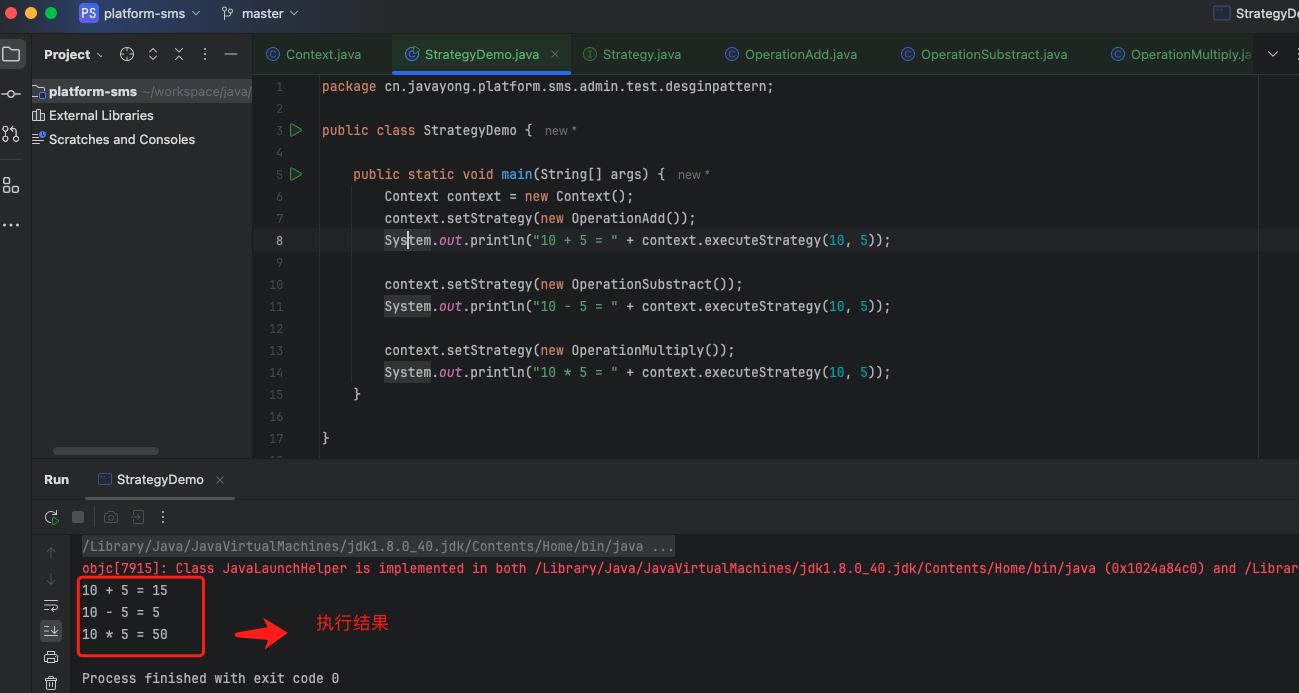 PS platform-sms master StrategyD
Project Context.java StrategyDemo.java Strategy.java OperationAdd.java OperationSubstract.java OperationMultiply.ja
platform-sms ~/workspace/java/
External Libraries
Scratches and Consoles
1 package cn.javayong.platform.sms.admin.test.desginpattern;
2
3 public class StrategyDemo { new *
4
5 public static void main(String[] args) { new *
6 Context context = new Context();
7 context.setStrategy(new OperationAdd());
8 System.out.println("10 + 5 = " + context.executeStrategy(10, 5));
9
10 context.setStrategy(new OperationSubstract());
11 System.out.println("10 - 5 = " + context.executeStrategy(10, 5));
12
13 context.setStrategy(new OperationMultiply());
14 System.out.println("10 * 5 = " + context.executeStrategy(10, 5));
15 }
16
17 }
Run StrategyDemo
/Library/Java/JavaVirtualMachines/jdk1.8.0_40.jdk/Contents/Home/bin/java ...
objc[7915]: Class JavaLaunchHelper is implemented in both /Library/Java/JavaVirtualMachines/jdk1.8.0_40.jdk/Contents/Home/bin/java (0x1024a84c0) and /Librar
10 + 5 = 15
10 - 5 = 5
10 * 5 = 50
执行结果
Process finished with exit code 0